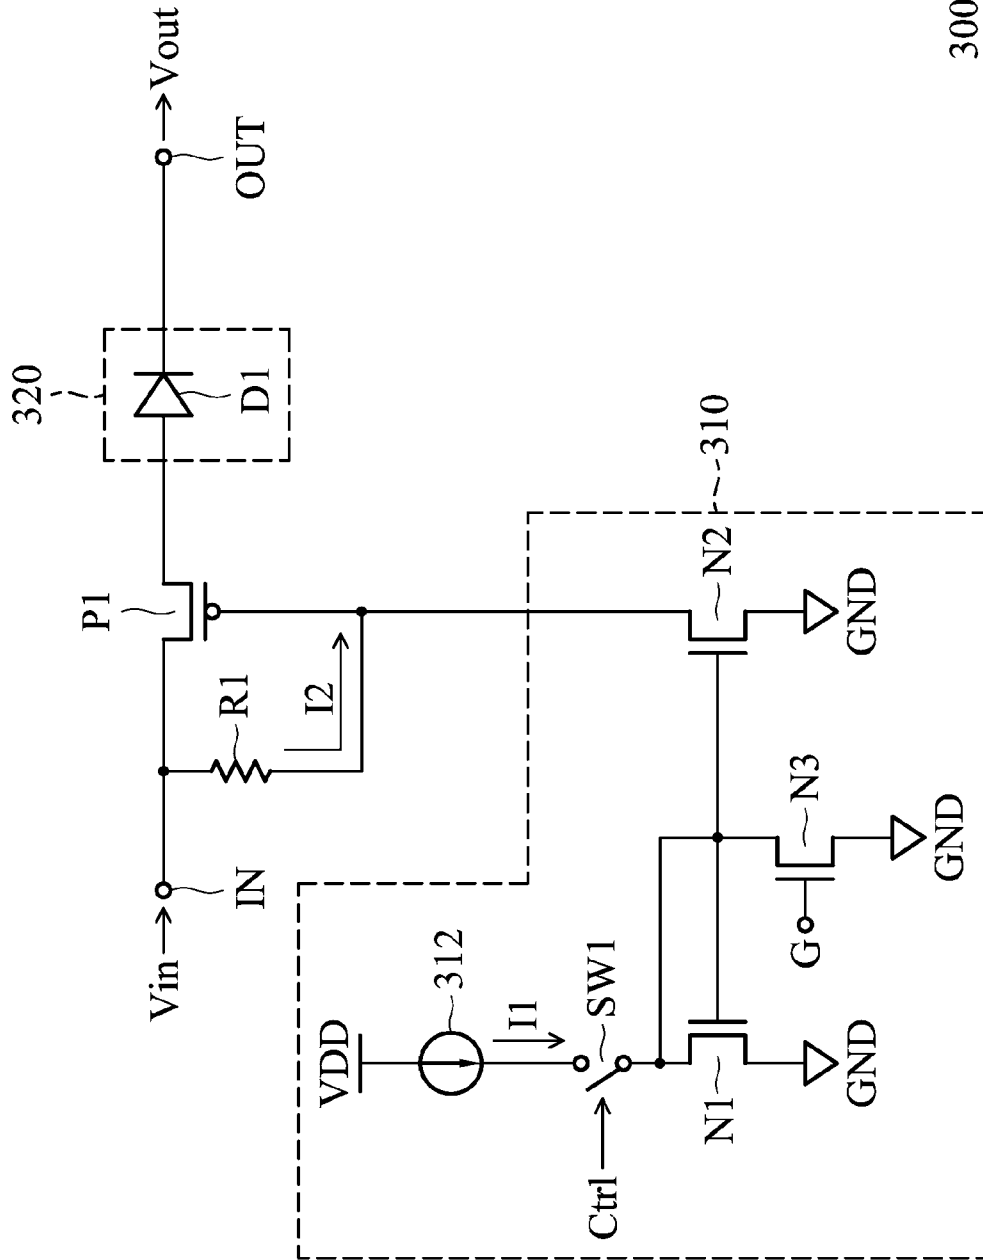 300
Vout
OUT
320
D1
P1
R1
I2
IN
Vin
310
N2
GND
N3
G
GND
VDD
312
I1
SW1
Ctrl
N1
GND